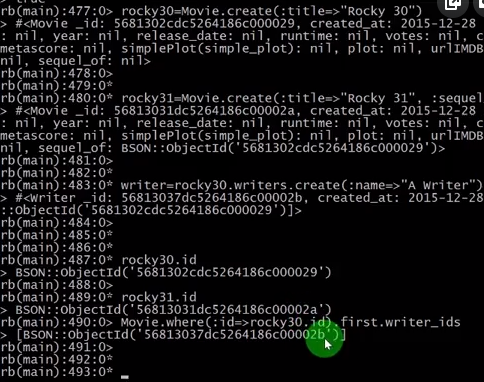 > true
rb(main):477:0> rocky30=Movie.create(:title=>"Rocky 30")
> #<Movie _id: 5681302cdc5264186c000029, created_at: 2015-12-28
nil, year: nil, release_date: nil, runtime: nil, votes: nil, c
metascore: nil, simplePlot(simple_plot): nil, plot: nil, urlIMDB
nil, sequel_of: nil>
rb(main):478:0>
rb(main):479:0*
rb(main):480:0* rocky31=Movie.create(:title=>"Rocky 31", :seque
> #<Movie _id: 56813031dc5264186c00002a, created_at: 2015-12-28
nil, year: nil, release_date: nil, runtime: nil, votes: nil, c
metascore: nil, simplePlot(simple_plot): nil, plot: nil, urlIMDB
nil, sequel_of: BSON::ObjectId('5681302cdc5264186c000029')>
rb(main):481:0>
rb(main):482:0*
rb(main):483:0* writer=rocky30.writers.create(:name=>"A Writer")
> #<Writer _id: 56813037dc5264186c00002b, created_at: 2015-12-28
::ObjectId('5681302cdc5264186c000029')]>
rb(main):484:0>
rb(main):485:0*
rb(main):486:0*
rb(main):487:0* rocky30.id
> BSON::ObjectId('5681302cdc5264186c000029')
rb(main):488:0>
rb(main):489:0* rocky31.id
> BSON::ObjectId('56813031dc5264186c00002a')
rb(main):490:0> Movie.where(:id=>rocky30.id).first.writer_ids
> [BSON::ObjectId('56813037dc5264186c00002b')]
rb(main):491:0>
rb(main):492:0*
rb(main):493:0*